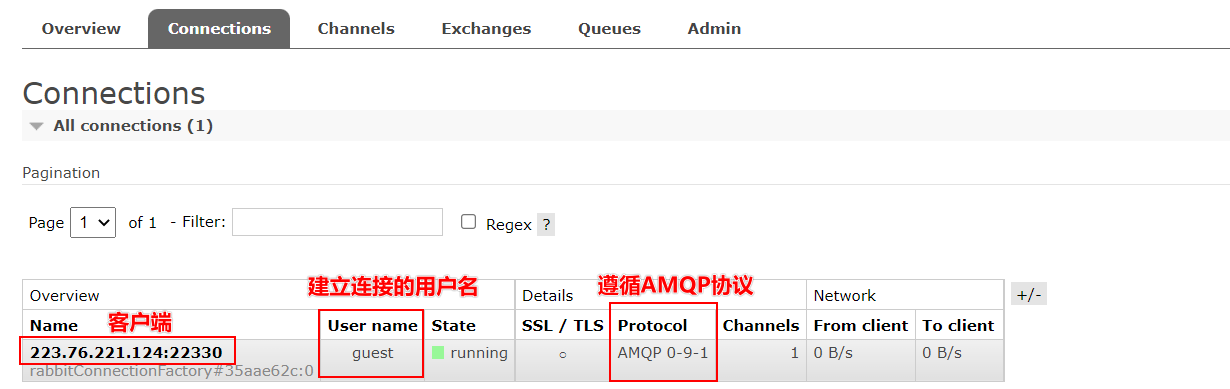 Overview Connections Channels Exchanges Queues Admin
Connections
All connections (1)
Pagination
Page 1 of 1 - Filter: Regex ?
建立连接的用户名 遵循AMQP协议
Overview Details Network +/-
客户端
Name User name State SSL / TLS Protocol Channels From client To client
223.76.221.124:22330 guest running ○ AMQP 0-9-1 1 0 B/s 0 B/s
rabbitConnectionFactory#35aae62c:0